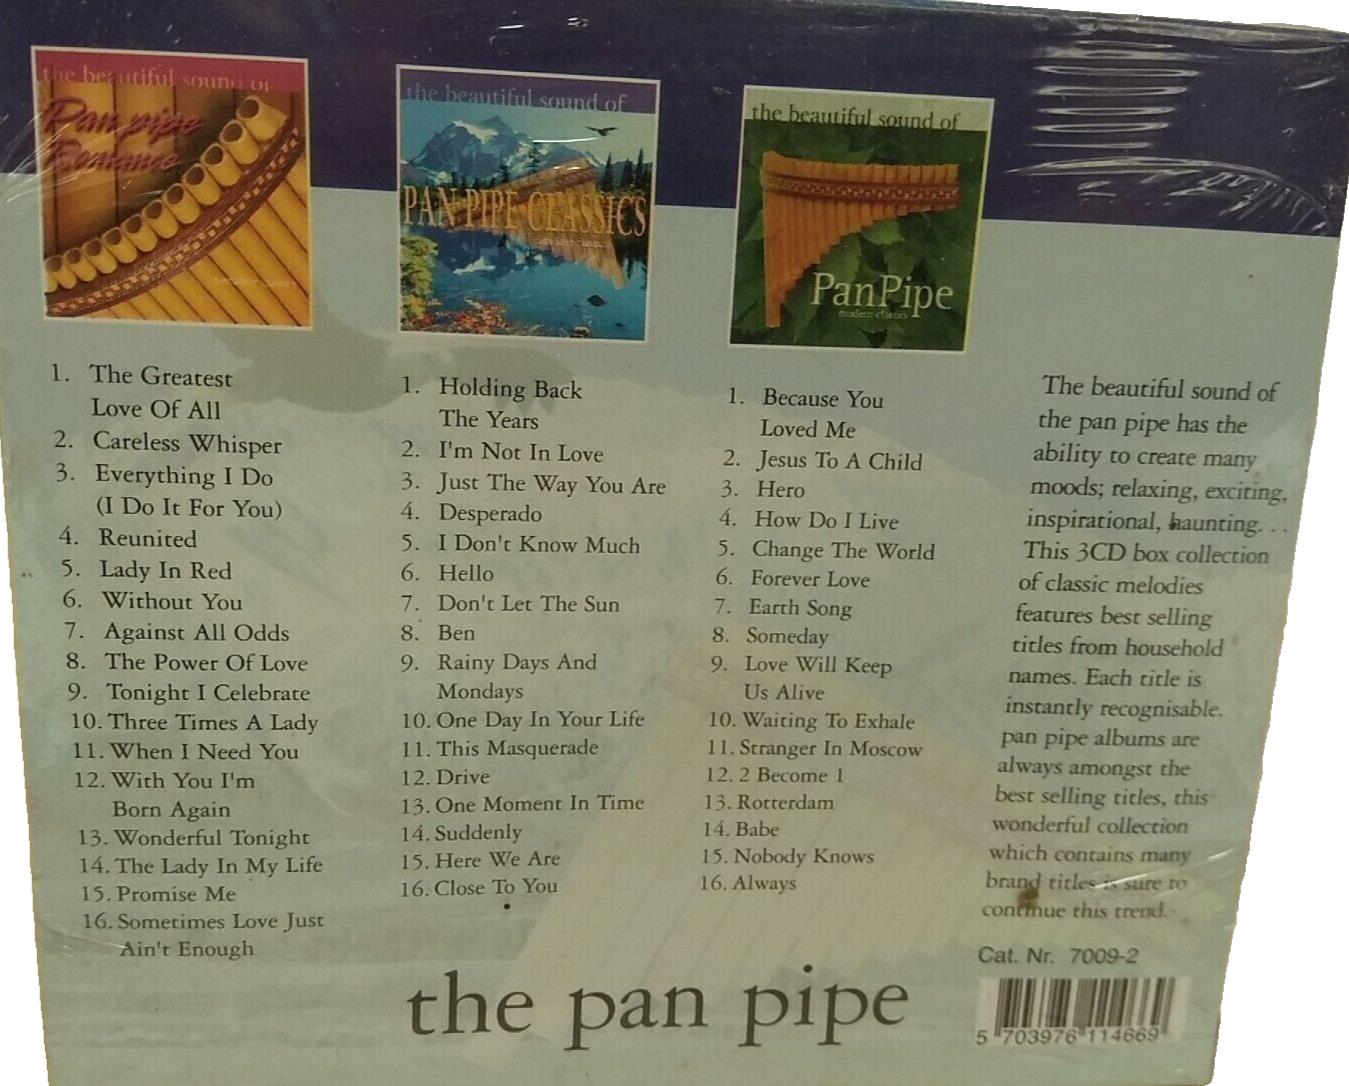 the beautiful sound of
Pan pipe
Romance
the beautiful sound of
PAN PIPE CLASSICS
the beautiful sound of
PanPipe
modern classics
1. The Greatest
Love Of All
2. Careless Whisper
3. Everything I Do
(I Do It For You)
4. Reunited
5. Lady In Red
6. Without You
7. Against All Odds
8. The Power Of Love
9. Tonight I Celebrate
10. Three Times A Lady
11. When I Need You
12. With You I'm
Born Again
13. Wonderful Tonight
14. The Lady In My Life
15. Promise Me
16. Sometimes Love Just
Ain't Enough
1. Holding Back
The Years
2. I'm Not In Love
3. Just The Way You Are
4. Desperado
5. I Don't Know Much
6. Hello
7. Don't Let The Sun
8. Ben
9. Rainy Days And
Mondays
10. One Day In Your Life
11. This Masquerade
12. Drive
13. One Moment In Time
14. Suddenly
15. Here We Are
16. Close To You
1. Because You
Loved Me
2. Jesus To A Child
3. Hero
4. How Do I Live
5. Change The World
6. Forever Love
7. Earth Song
8. Someday
9. Love Will Keep
Us Alive
10. Waiting To Exhale
11. Stranger In Moscow
12. 2 Become 1
13. Rotterdam
14. Babe
15. Nobody Knows
16. Always
The beautiful sound of
the pan pipe has the
ability to create many
moods; relaxing, exciting,
inspirational, haunting. . .
This 3CD box collection
of classic melodies
features best selling
titles from household
names. Each title is
instantly recognisable.
pan pipe albums are
always amongst the
best selling titles, this
wonderful collection
which contains many
brand titles is sure to
continue this trend.
Cat. Nr. 7009-2
5 703976 114669
the pan pipe